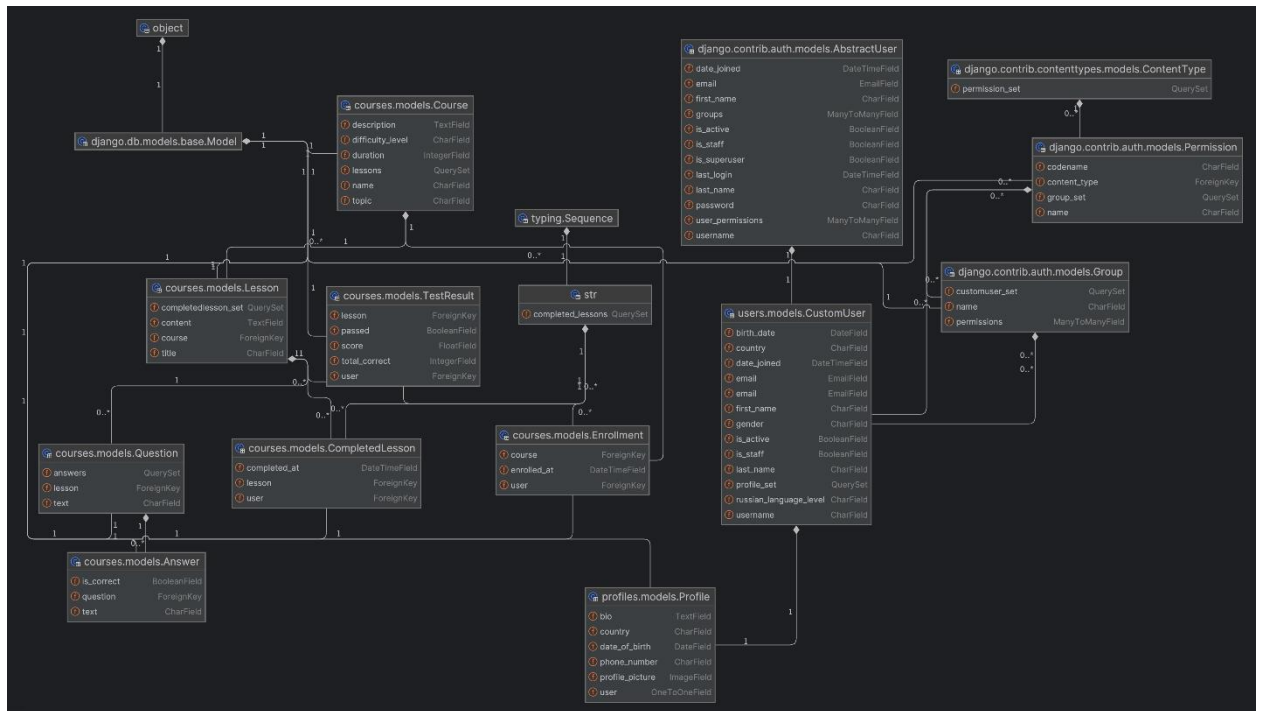 object
django.db.models.base.Model
courses.models.Course
description TextField
difficulty_level CharField
duration IntegerField
lessons QuerySet
name CharField
topic CharField
django.contrib.auth.models.AbstractUser
date_joined DateTimeField
email EmailField
first_name CharField
groups ManyToManyField
is_active BooleanField
is_staff BooleanField
is_superuser BooleanField
last_login DateTimeField
last_name CharField
password CharField
user_permissions ManyToManyField
username CharField
django.contrib.contenttypes.models.ContentType
permission_set QuerySet
django.contrib.auth.models.Permission
codename CharField
content_type ForeignKey
group_set QuerySet
name CharField
typing.Sequence
str
completed_lessons QuerySet
django.contrib.auth.models.Group
customuser_set QuerySet
name CharField
permissions ManyToManyField
courses.models.Lesson
completedlesson_set QuerySet
content TextField
course ForeignKey
title CharField
courses.models.TestResult
lesson ForeignKey
passed BooleanField
score FloatField
total_correct IntegerField
user ForeignKey
users.models.CustomUser
birth_date DateField
country CharField
date_joined DateTimeField
email EmailField
email EmailField
first_name CharField
gender CharField
is_active BooleanField
is_staff BooleanField
last_name CharField
profile_set QuerySet
russian_language_level CharField
username CharField
courses.models.Question
answers QuerySet
lesson ForeignKey
text CharField
courses.models.CompletedLesson
completed_at DateTimeField
lesson ForeignKey
user ForeignKey
courses.models.Enrollment
course ForeignKey
enrolled_at DateTimeField
user ForeignKey
courses.models.Answer
is_correct BooleanField
question ForeignKey
text CharField
profiles.models.Profile
bio TextField
country CharField
date_of_birth DateField
phone_number CharField
profile_picture ImageField
user OneToOneField